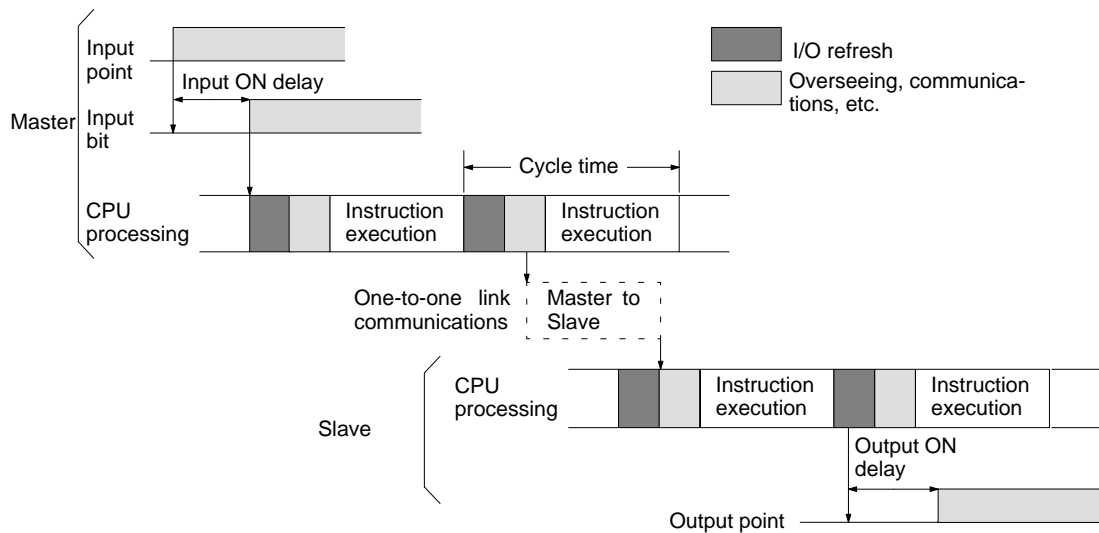 Input
point
I/O refresh
Overseeing, communica-
tions, etc.
Input ON delay
Master
Input
bit
Cycle time
CPU
processing
Instruction
execution
Instruction
execution
One-to-one link
communications
Master to
Slave
Slave
CPU
processing
Instruction
execution
Instruction
execution
Output ON
delay
Output point